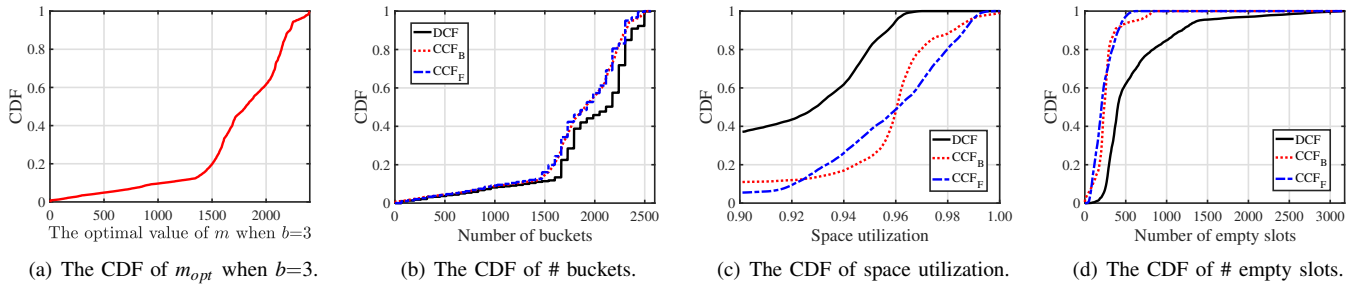 1
0.8
0.6
0.4
0.2
0
CDF
0 500 1000 1500 2000
The optimal value of m when b=3
(a) The CDF of m_opt when b=3.
1
0.8
0.6
0.4
0.2
0
CDF
DCF
CCF_B
CCF_F
0 500 1000 1500 2000 2500
Number of buckets
(b) The CDF of # buckets.
1
0.8
0.6
0.4
0.2
0
CDF
DCF
CCF_B
CCF_F
0.90 0.92 0.94 0.96 0.98 1.00
Space utilization
(c) The CDF of space utilization.
1
0.8
0.6
0.4
0.2
0
CDF
DCF
CCF_B
CCF_F
0 500 1000 1500 2000 2500 3000
Number of empty slots
(d) The CDF of # empty slots.